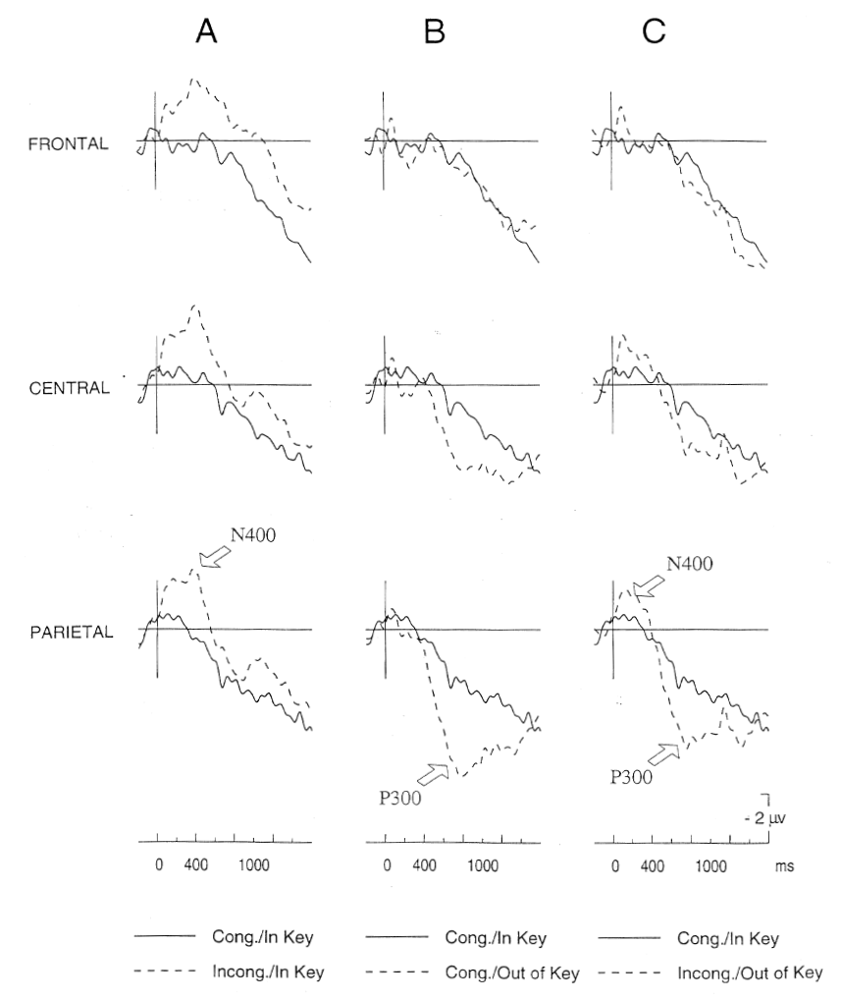 A B C
FRONTAL
CENTRAL
N400
N400
PARIETAL
P300
P300
- 2 μv
0 400 1000 0 400 1000 0 400 1000 ms
Cong./In Key Cong./In Key Cong./In Key
Incong./In Key Cong./Out of Key Incong./Out of Key